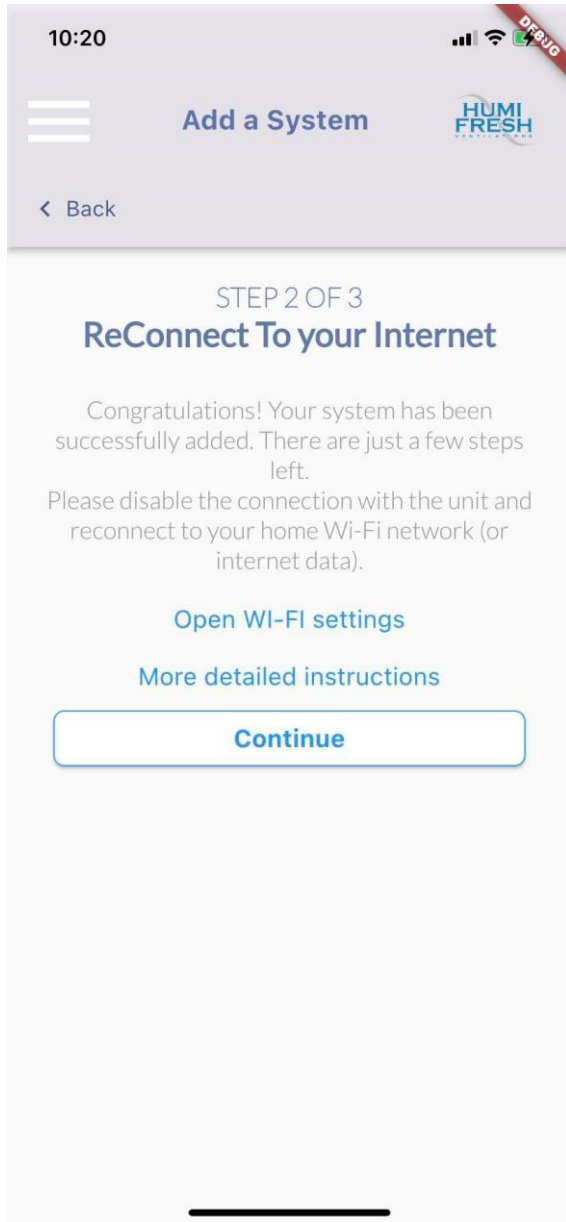 10:20
DEBUG
Add a System
HUMI
FRESH
VENTILATIONS
Back
STEP 2 OF 3
ReConnect To your Internet
Congratulations! Your system has been
successfully added. There are just a few steps
left.
Please disable the connection with the unit and
reconnect to your home Wi-Fi network (or
internet data).
Open WI-FI settings
More detailed instructions
Continue